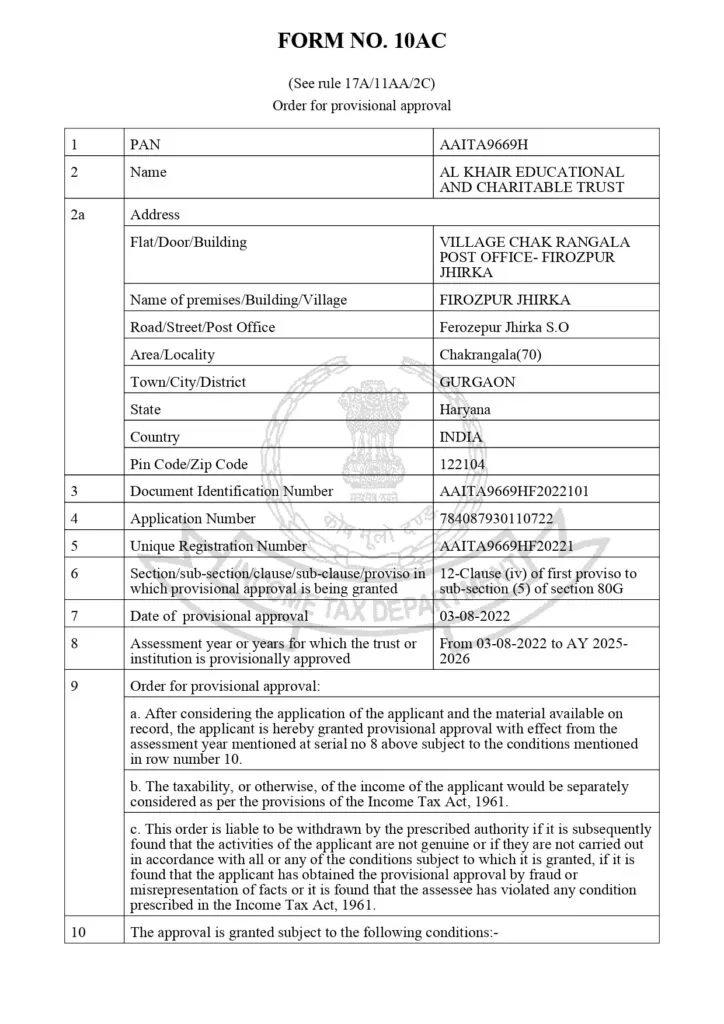 FORM NO. 10AC
(See rule 17A/11AA/2C)
Order for provisional approval
1 PAN AAITA9669H
2 Name AL KHAIR EDUCATIONAL
AND CHARITABLE TRUST
2a Address
Flat/Door/Building VILLAGE CHAK RANGALA
POST OFFICE- FIROZPUR
JHIRKA
Name of premises/Building/Village FIROZPUR JHIRKA
Road/Street/Post Office Ferozepur Jhirka S.O
Area/Locality Chakrangala(70)
Town/City/District GURGAON
State Haryana
Country INDIA
Pin Code/Zip Code 122104
3 Document Identification Number AAITA9669HF2022101
4 Application Number 784087930110722
5 Unique Registration Number AAITA9669HF20221
6 Section/sub-section/clause/sub-clause/proviso in 12-Clause (iv) of first proviso to
which provisional approval is being granted sub-section (5) of section 80G
7 Date of provisional approval 03-08-2022
8 Assessment year or years for which the trust or From 03-08-2022 to AY 2025-
institution is provisionally approved 2026
9 Order for provisional approval:
a. After considering the application of the applicant and the material available on
record, the applicant is hereby granted provisional approval with effect from the
assessment year mentioned at serial no 8 above subject to the conditions mentioned
in row number 10.
b. The taxability, or otherwise, of the income of the applicant would be separately
considered as per the provisions of the Income Tax Act, 1961.
c. This order is liable to be withdrawn by the prescribed authority if it is subsequently
found that the activities of the applicant are not genuine or if they are not carried out
in accordance with all or any of the conditions subject to which it is granted, if it is
found that the applicant has obtained the provisional approval by fraud or
misrepresentation of facts or it is found that the assessee has violated any condition
prescribed in the Income Tax Act, 1961.
10 The approval is granted subject to the following conditions:-
सत्यमेव जयते
कोष मूलो दण्ड
INCOME TAX DEPARTMENT